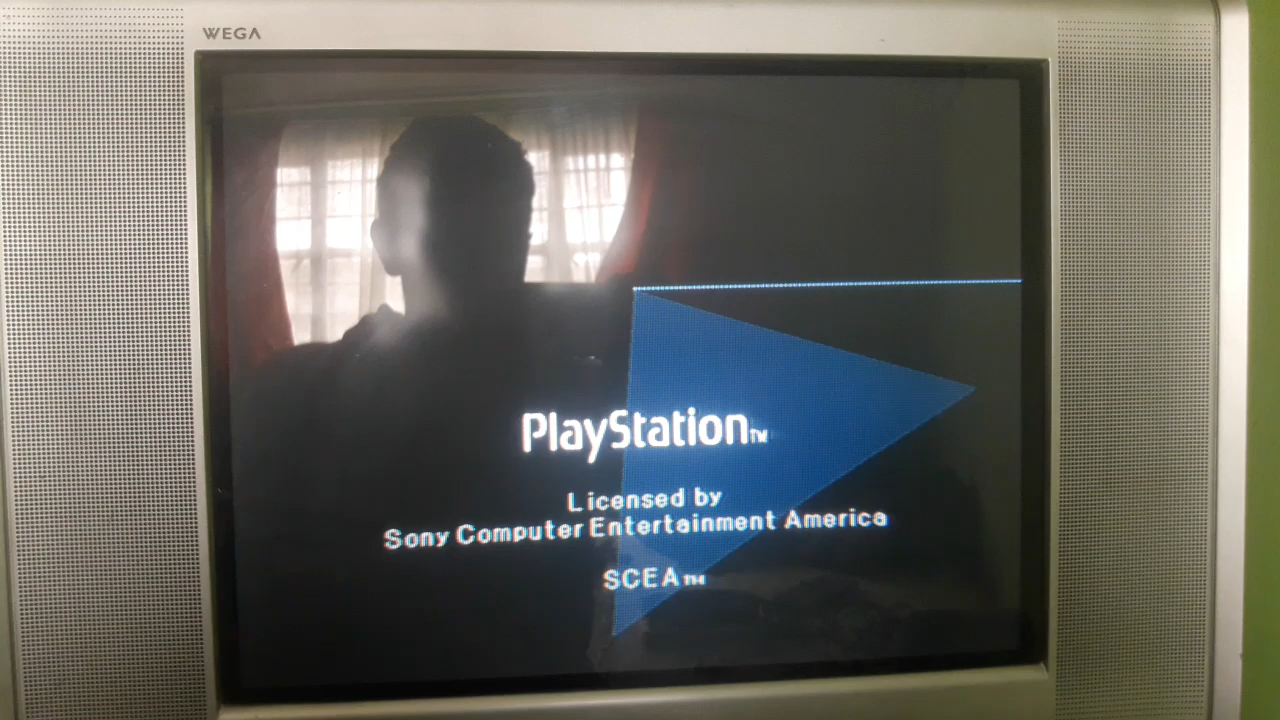 WEGA
PlayStation™
Licensed by
Sony Computer Entertainment America
SCEA™